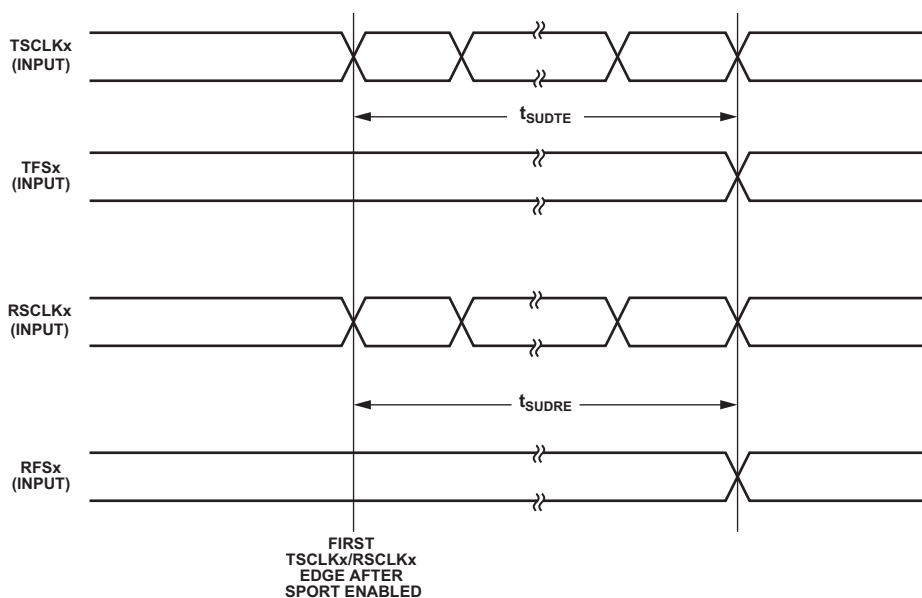 TSCLKx
(INPUT)
tSUDTE
TFSx
(INPUT)
RSCLKx
(INPUT)
tSUDRE
RFSx
(INPUT)
FIRST
TSCLKx/RSCLKx
EDGE AFTER
SPORT ENABLED